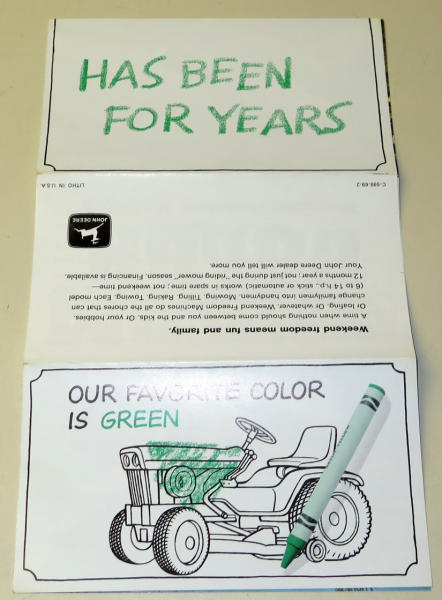 HAS BEEN
FOR YEARS
LITHO IN U.S.A.
C-598-69-2
Weekend freedom means fun and family.
A time when nothing should come between you and the kids. Or your hobbies.
Or loafing. Or whatever. Weekend Freedom Machines do all the chores that can
change familymen into handymen. Mowing. Tilling. Raking. Towing. Each model
(6 to 14 h.p., stick or automatic) works in spare time; not weekend time—
12 months a year; not just during the "riding mower" season. Financing is available.
Your John Deere dealer will tell you more.
JOHN DEERE
OUR FAVORITE COLOR
IS GREEN